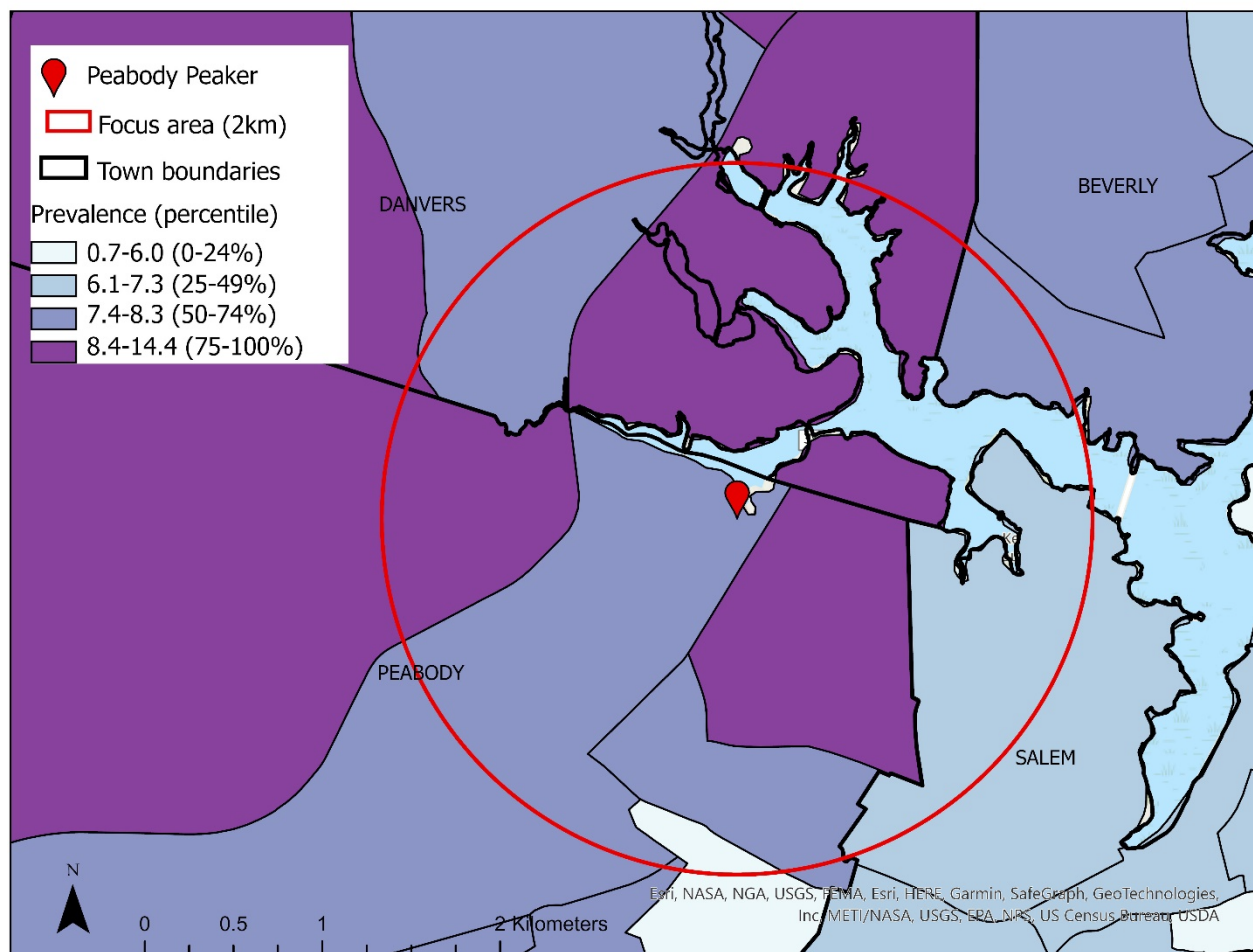 Peabody Peaker
Focus area (2km)
Town boundaries
Prevalence (percentile)
0.7-6.0 (0-24%)
6.1-7.3 (25-49%)
7.4-8.3 (50-74%)
8.4-14.4 (75-100%)
DANVERS
BEVERLY
PEABODY
SALEM
N
0 0.5 1 2 Kilometers
Esri, NASA, NGA, USGS, FEMA, Esri, HERE, Garmin, SafeGraph, GeoTechnologies,
Inc, METI/NASA, USGS, EPA, NPS, US Census Bureau, USDA